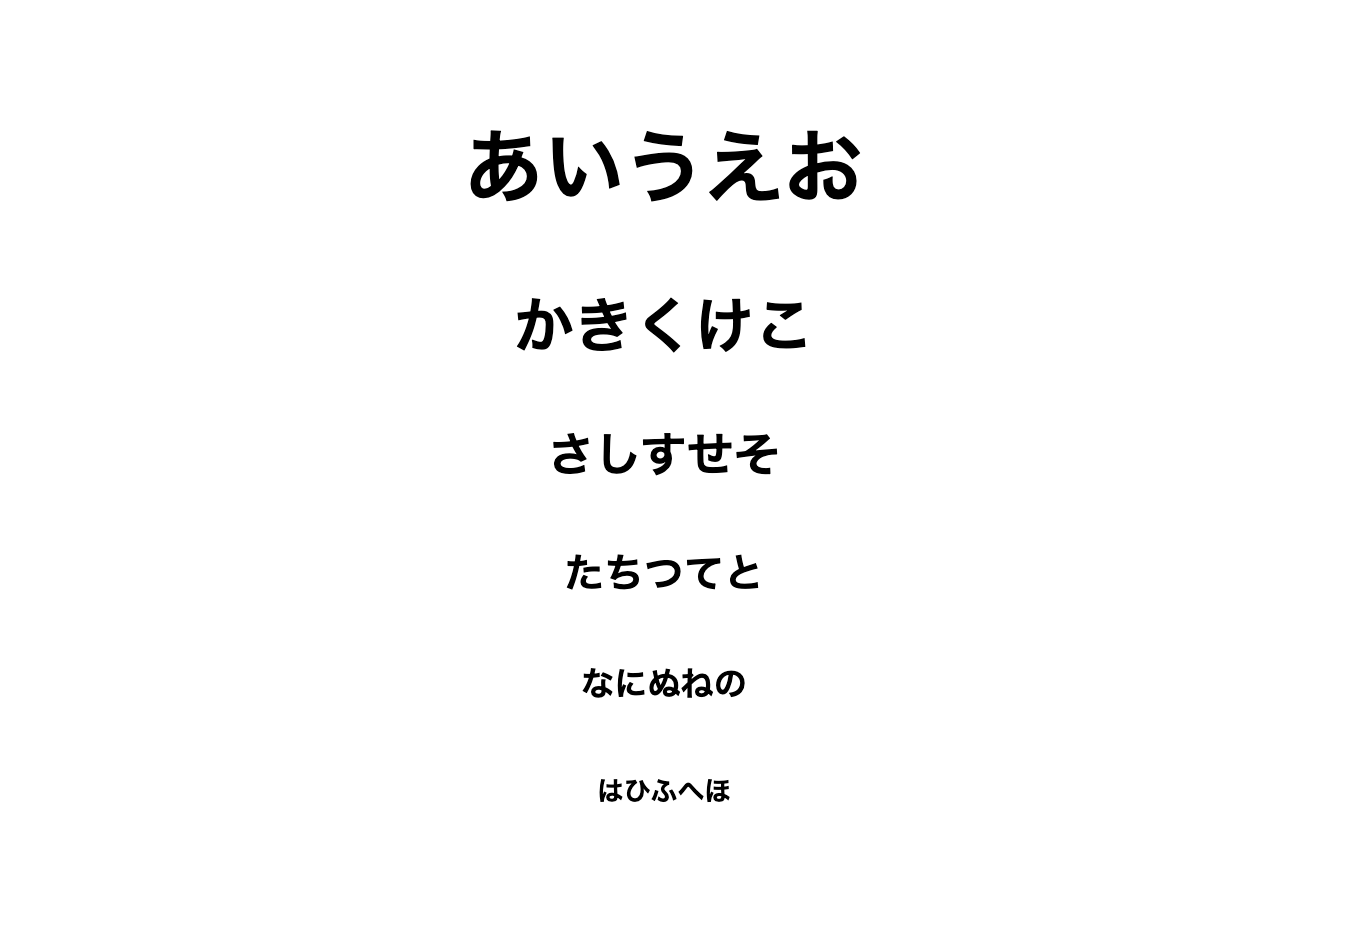 あいうえお
かきくけこ
さしすせそ
たちつてと
なにぬねの
はひふへほ